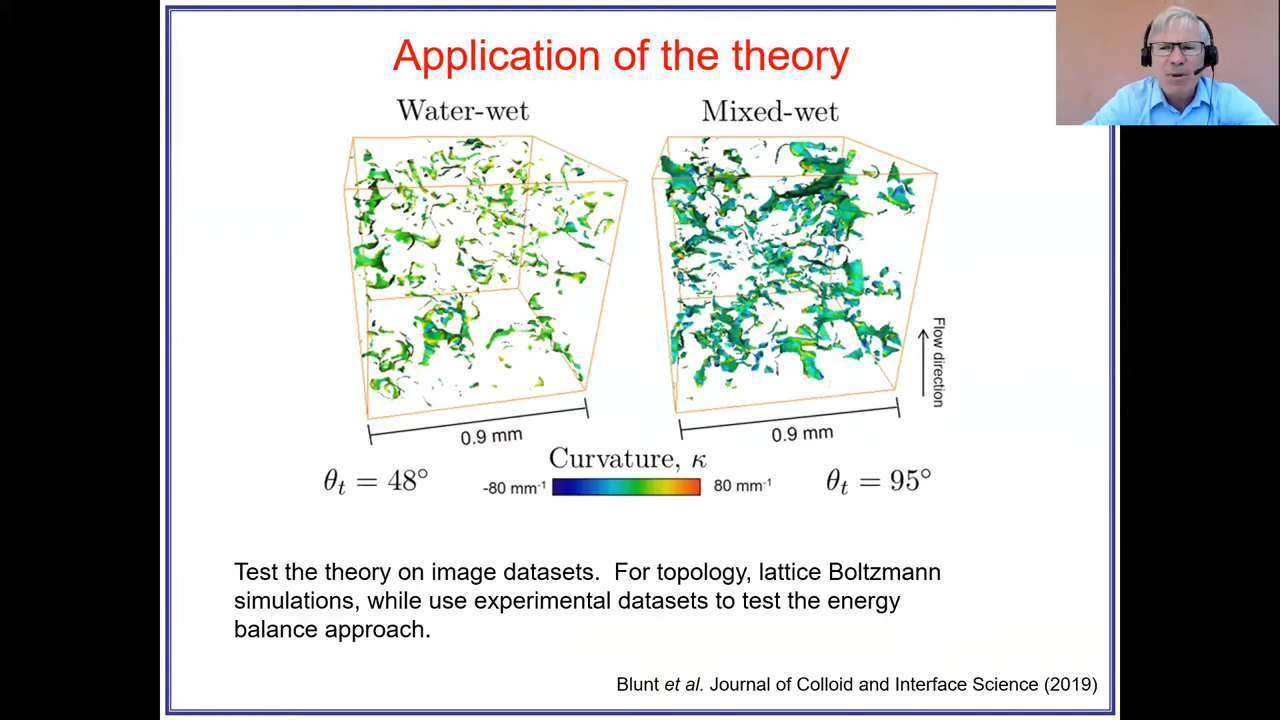 Application of the theory
Water-wet
Mixed-wet
Flow direction
0.9 mm
0.9 mm
Curvature, κ
θt = 48°
-80 mm-1
80 mm-1
θt = 95°
Test the theory on image datasets.  For topology, lattice Boltzmann
simulations, while use experimental datasets to test the energy
balance approach.
Blunt et al. Journal of Colloid and Interface Science (2019)